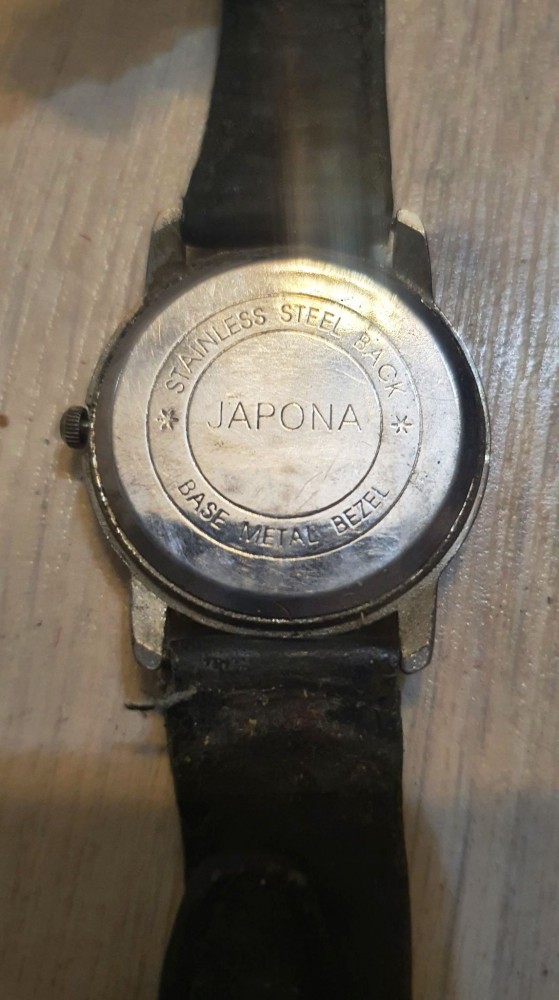 STAINLESS STEEL BACK
* JAPONA *
BASE METAL BEZEL